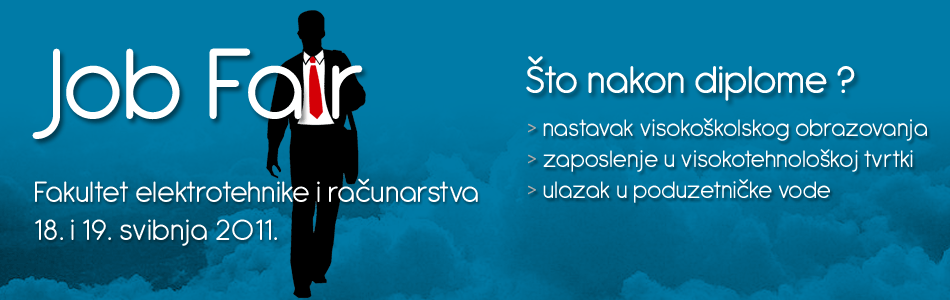 Job Fair
Fakultet elektrotehnike i računarstva
18. i 19. svibnja 2011.
Što nakon diplome ?
> nastavak visokoškolskog obrazovanja
> zaposlenje u visokotehnološkoj tvrtki
> ulazak u poduzetničke vode